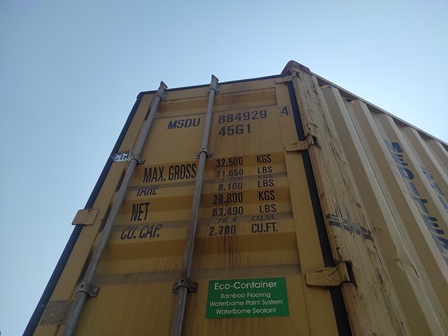 MSDU 884929 4
45G1
MAX. GROSS 32.500 KGS
71.650 LBS
TARE
8.160 LBS
NET 28.800 KGS
63.490 LBS
CU. CAP. 2.700 CU.FT.
Eco-Container
Bamboo Flooring
Waterborne Paint System
Waterborne Sealant